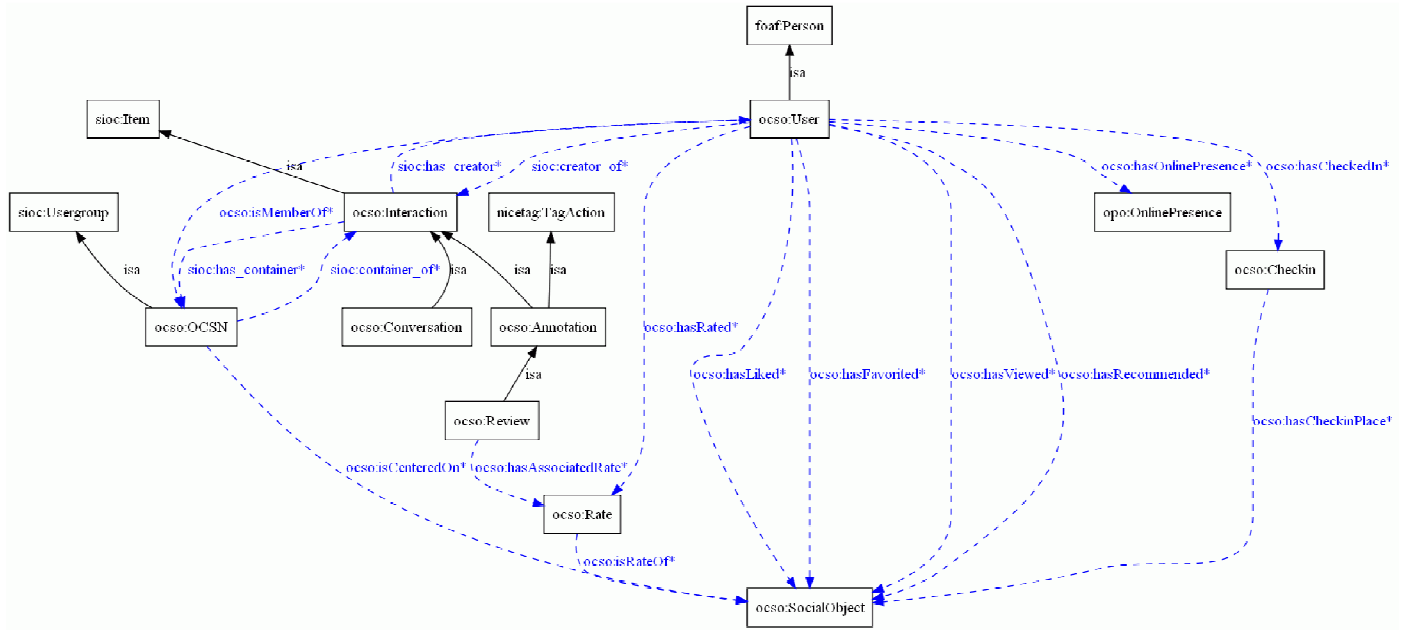 foaf:Person
isa
sioc:Item
ocso:User
isa
sioc:has_creator*
sioc:creator_of*
ocso:hasOnlinePresence*
ocso:hasCheckedIn*
sioc:Usergroup
ocso:isMemberOf*
ocso:Interaction
nicetag:TagAction
opo:OnlinePresence
isa
sioc:has_container*
sioc:container_of*
isa
isa
isa
ocso:Checkin
ocso:OCSN
ocso:Conversation
ocso:Annotation
ocso:hasRated*
isa
ocso:hasLiked*
ocso:hasFavorited*
ocso:hasViewed*
ocso:hasRecommended*
ocso:Review
ocso:hasCheckinPlace*
ocso:isCenteredOn*
ocso:hasAssociatedRate*
ocso:Rate
ocso:isRateOf*
ocso:SocialObject